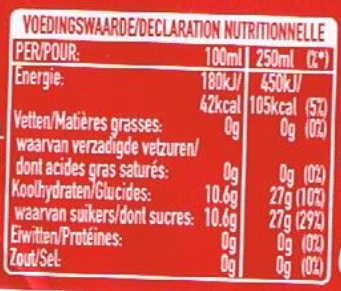 VOEDINGSWAARDE/DECLARATION NUTRITIONNELLE
PER/POUR: 100ml 250ml (%*)
Energie: 180kJ/ 450kJ/
42kcal 105kcal (5%)
Vetten/Matières grasses: 0g 0g (0%)
waarvan verzadigde vetzuren/
dont acides gras saturés: 0g 0g (0%)
Koolhydraten/Glucides: 10.6g 27g (10%)
waarvan suikers/dont sucres: 10.6g 27g (29%)
Eiwitten/Protéines: 0g 0g (0%)
Zout/Sel: 0g 0g (0%)